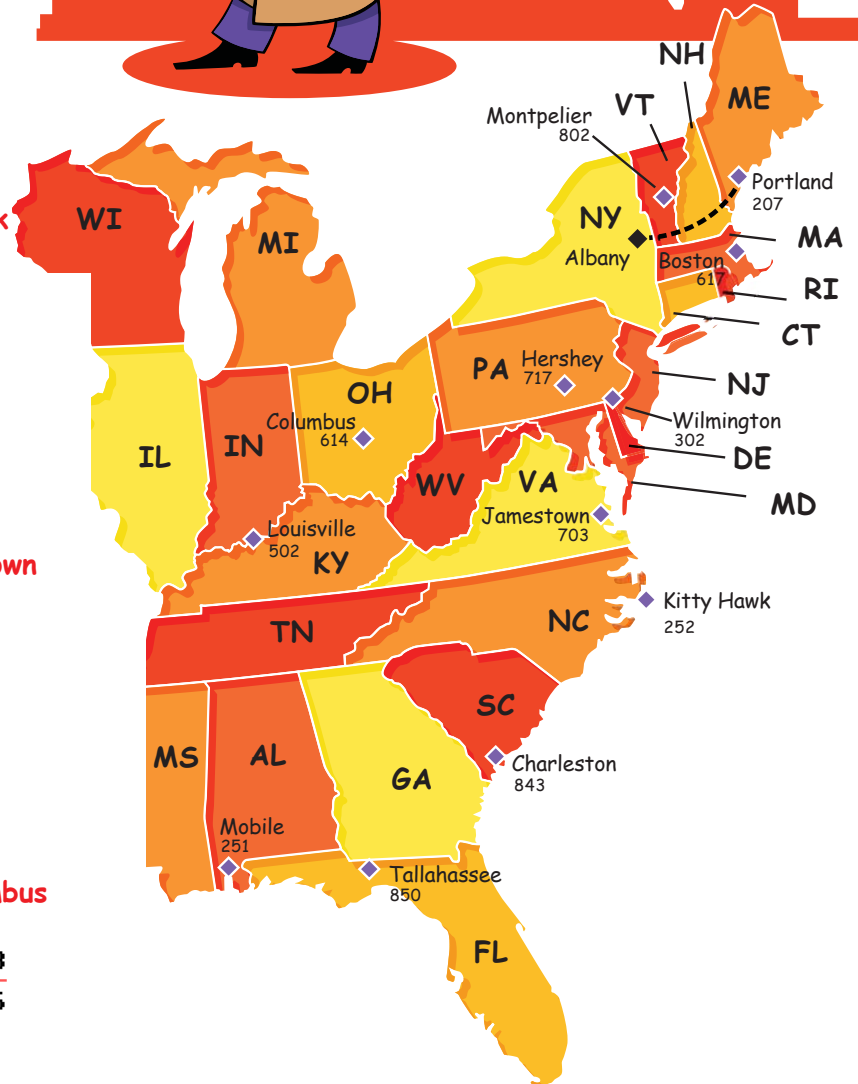 NH
ME
VT
Montpelier
802
Portland
207
WI
NY
MI
MA
Albany
Boston
617
RI
CT
PA
Hershey
717
NJ
OH
Columbus
614
Wilmington
302
IN
DE
IL
WV
VA
MD
Jamestown
703
Louisville
502
KY
own
Kitty Hawk
252
NC
TN
SC
MS
AL
Charleston
843
GA
Mobile
251
Tallahassee
850
bus
FL